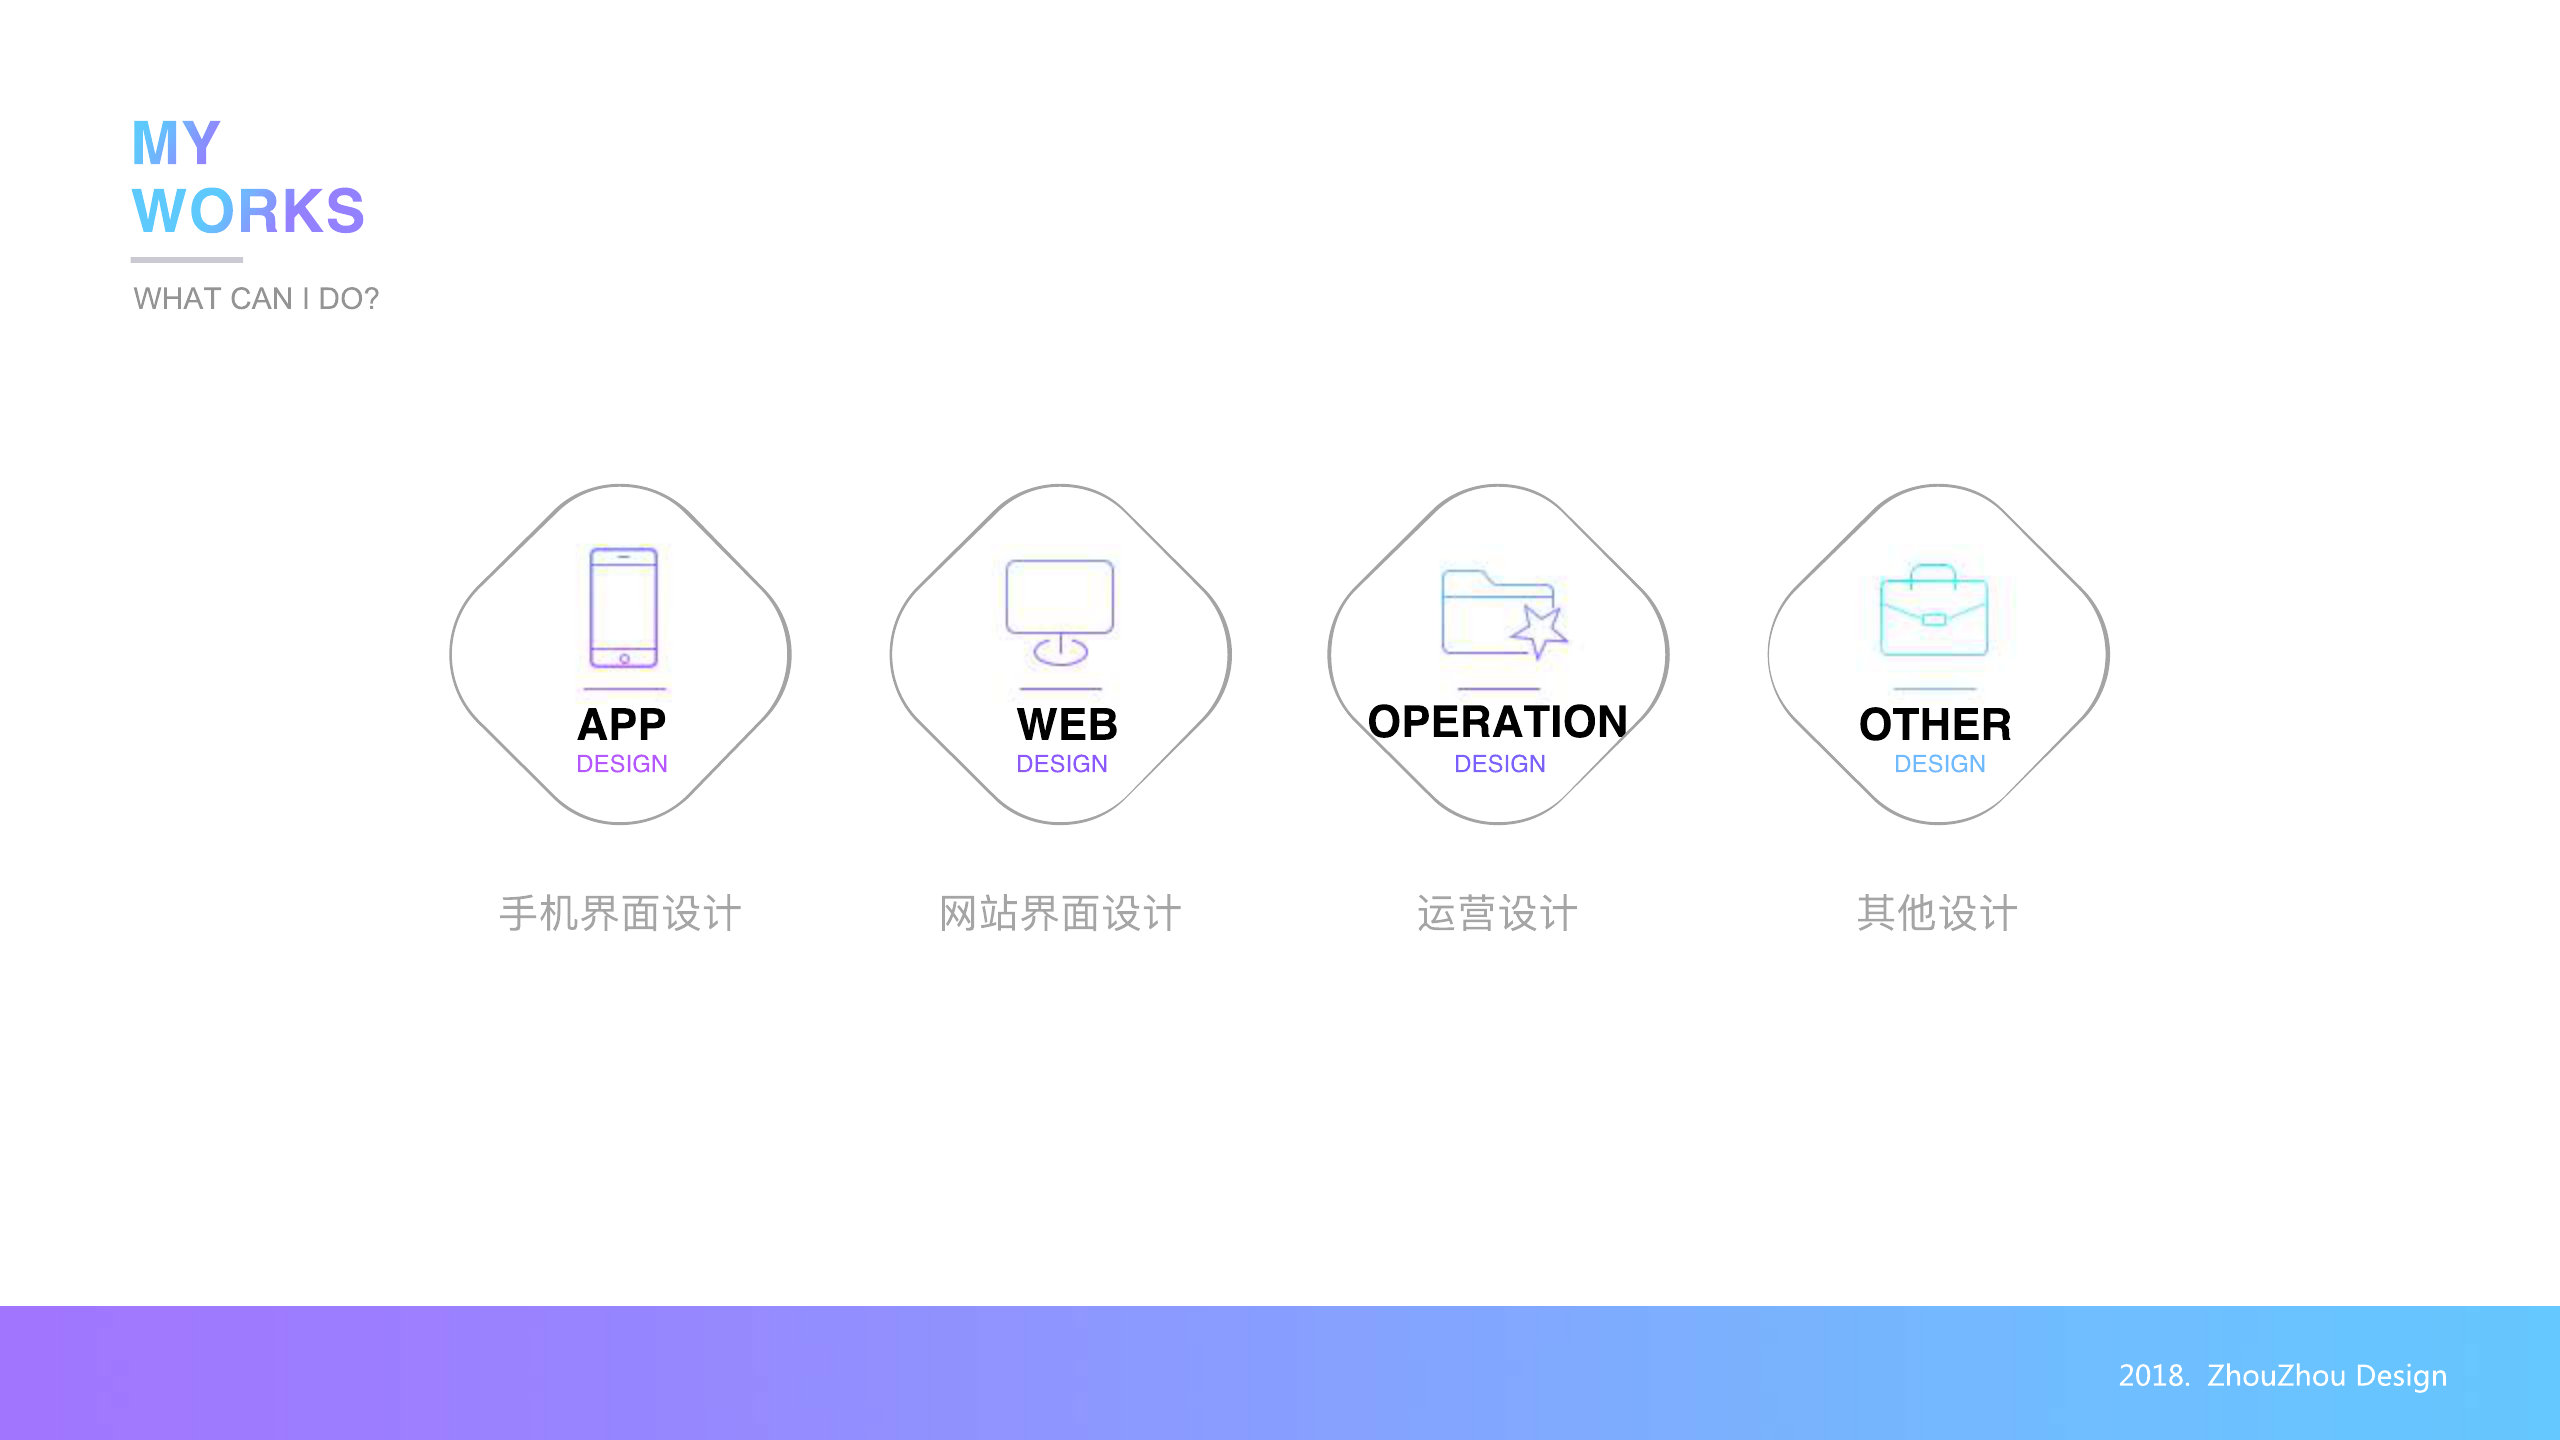 MY
WORKS
WHAT CAN I DO?
APP
DESIGN
手机界面设计
WEB
DESIGN
网站界面设计
OPERATION
DESIGN
运营设计
OTHER
DESIGN
其他设计
2018. ZhouZhou Design